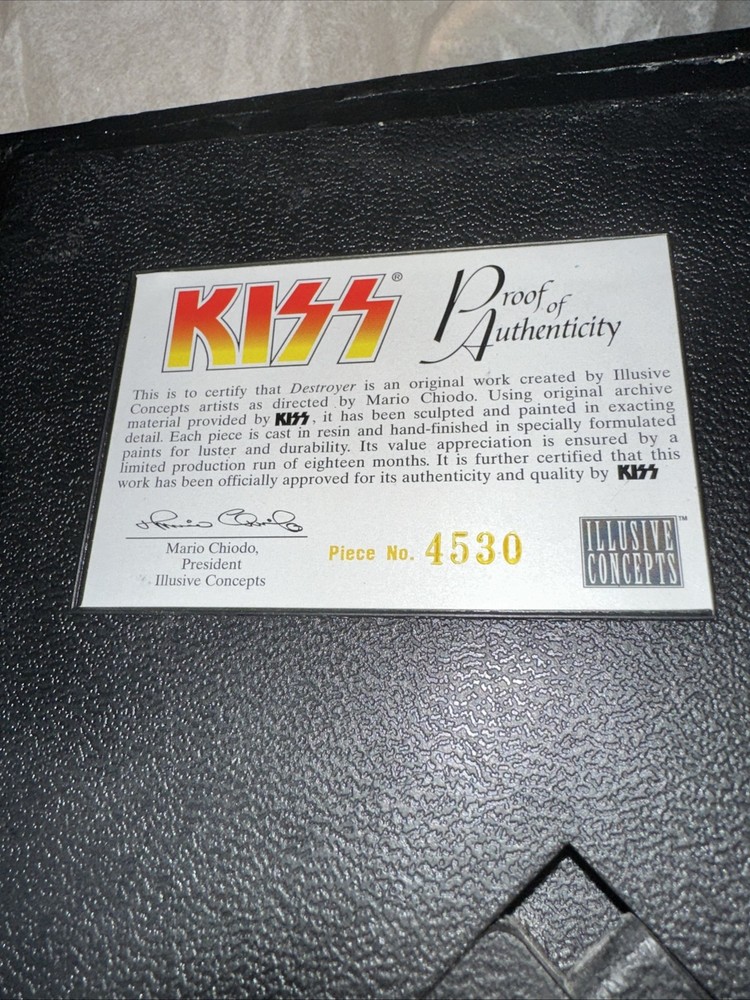 KISS®
Proof of Authenticity
This is to certify that Destroyer is an original work created by Illusive
Concepts artists as directed by Mario Chiodo. Using original archive
material provided by KISS, it has been sculpted and painted in exacting
detail. Each piece is cast in resin and hand-finished in specially formulated
paints for luster and durability. Its value appreciation is ensured by a
limited production run of eighteen months. It is further certified that this
work has been officially approved for its authenticity and quality by KISS
Mario Chiodo
Mario Chiodo,
President
Illusive Concepts
Piece No. 4530
ILLUSIVE™
CONCEPTS